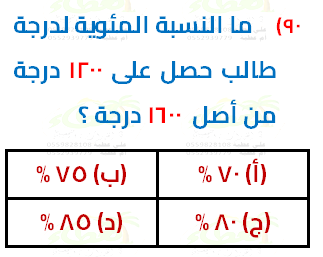 ٩٠) ما النسبة المئوية لدرجة
طالب حصل على ١٢٠٠ درجة
من أصل ١٦٠٠ درجة ؟
(أ) ٧٠ % (ب) ٧٥ %
(ج) ٨٠ % (د) ٨٥ %